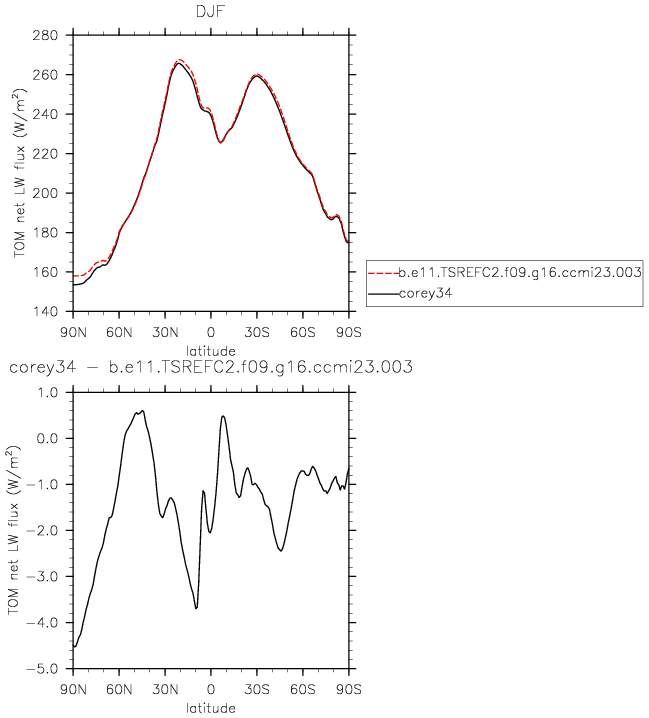 DJF
280
260
240
220
200
180
160
140
TOM net LW flux (W/m²)
90N 60N 30N 0 30S 60S 90S
latitude
b.e11.TSREFC2.f09.g16.ccmi23.003
corey34
corey34 − b.e11.TSREFC2.f09.g16.ccmi23.003
1.0
0.0
−1.0
−2.0
−3.0
−4.0
−5.0
TOM net LW flux (W/m²)
90N 60N 30N 0 30S 60S 90S
latitude